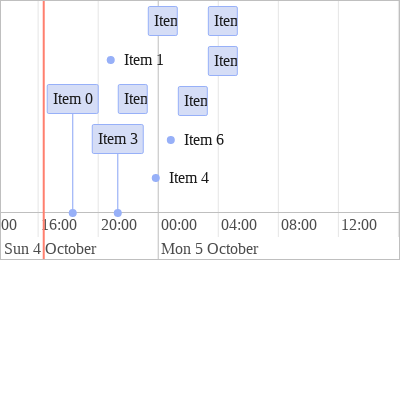 Item
Item
Item 1
Item 0
Item
Item
Item 3
Item 6
Item 4
00
16:00
20:00
00:00
04:00
08:00
12:00
Sun 4 October
Mon 5 October